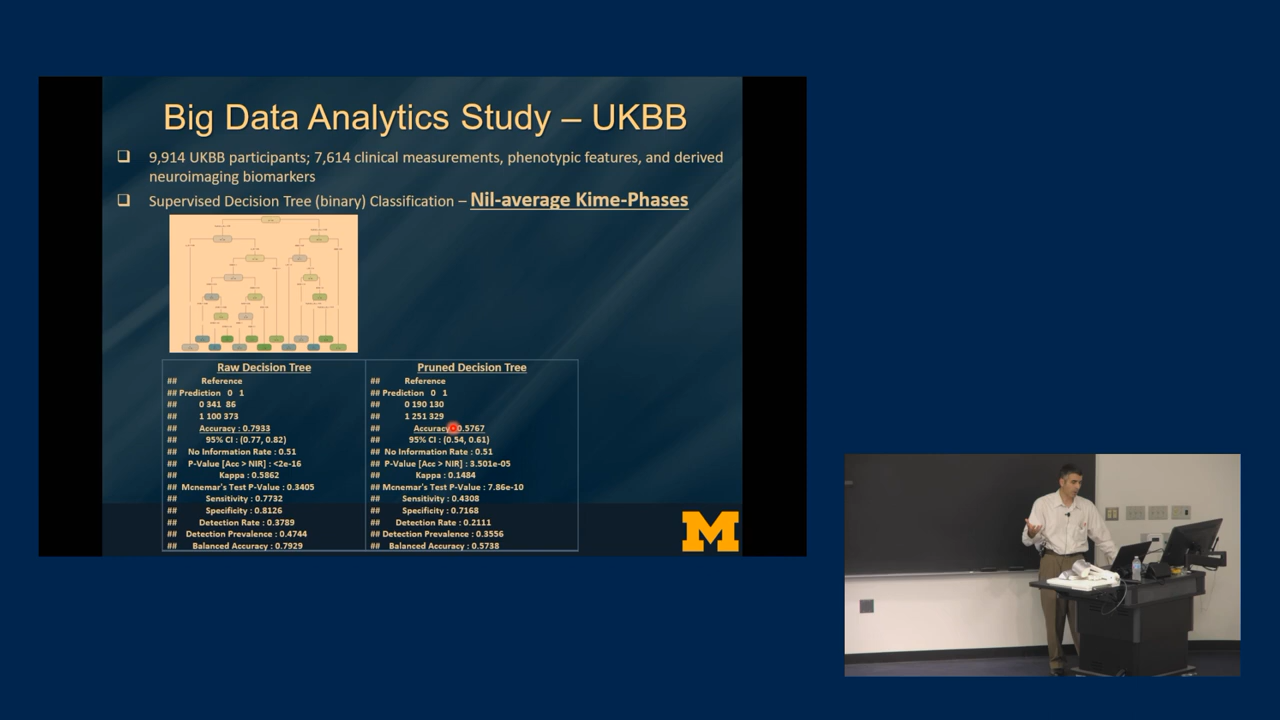 Big Data Analytics Study – UKBB
❑ 9,914 UKBB participants; 7,614 clinical measurements, phenotypic features, and derived
neuroimaging biomarkers
❑ Supervised Decision Tree (binary) Classification – Nil-average Kime-Phases
Raw Decision Tree
## Reference
## Prediction 0 1
## 0 341 86
## 1 100 373
## Accuracy : 0.7933
## 95% CI : (0.77, 0.82)
## No Information Rate : 0.51
## P-Value [Acc > NIR] : <2e-16
## Kappa : 0.5862
## Mcnemar's Test P-Value : 0.3405
## Sensitivity : 0.7732
## Specificity : 0.8126
## Detection Rate : 0.3789
## Detection Prevalence : 0.4744
## Balanced Accuracy : 0.7929
Pruned Decision Tree
## Reference
## Prediction 0 1
## 0 190 130
## 1 251 329
## Accuracy 0.5767
## 95% CI : (0.54, 0.61)
## No Information Rate : 0.51
## P-Value [Acc > NIR] : 3.501e-05
## Kappa : 0.1484
## Mcnemar's Test P-Value : 7.86e-10
## Sensitivity : 0.4308
## Specificity : 0.7168
## Detection Rate : 0.2111
## Detection Prevalence : 0.3556
## Balanced Accuracy : 0.5738
M